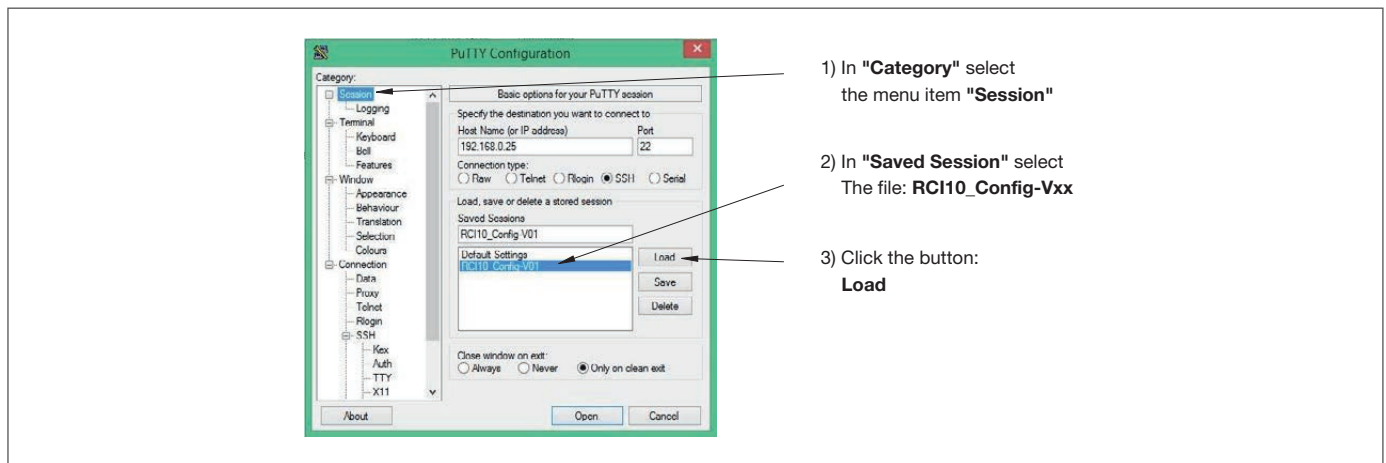 PuTTY Configuration
Category:
Session
Logging
Terminal
Keyboard
Bell
Features
Window
Appearance
Behaviour
Translation
Selection
Colours
Connection
Data
Proxy
Telnet
Rlogin
SSH
Kex
Auth
TTY
X11
Basic options for your PuTTY session
Specify the destination you want to connect to
Host Name (or IP address) Port
192.168.0.25 22
Connection type:
Raw Telnet Rlogin SSH Serial
Load, save or delete a stored session
Saved Sessions
RCI10_Config-V01
Default Settings
RCI10_Config-V01
Load
Save
Delete
Close window on exit:
Always Never Only on clean exit
About Open Cancel
1) In "Category" select
the menu item "Session"
2) In "Saved Session" select
The file: RCI10_Config-Vxx
3) Click the button:
Load